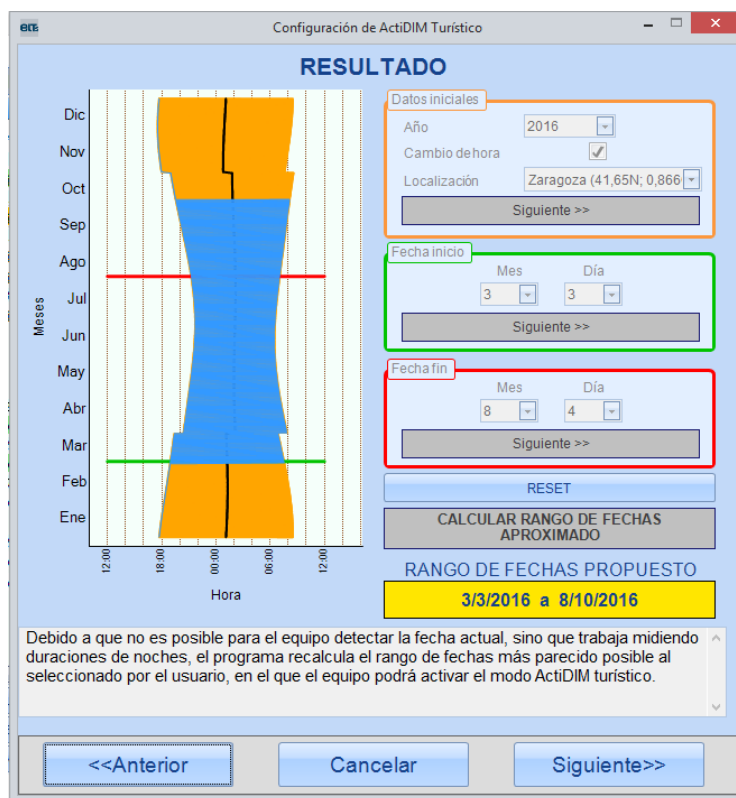 Configuración de ActiDIM Turístico
RESULTADO
Dic
Nov
Oct
Sep
Ago
Jul
Jun
May
Abr
Mar
Feb
Ene
Meses
12:00
18:00
00:00
06:00
12:00
Hora
Datos iniciales
Año
2016
Cambio de hora
Localización
Zaragoza (41,65N; 0,866
Siguiente >>
Fecha inicio
Mes Día
3 3
Siguiente >>
Fecha fin
Mes Día
8 4
Siguiente >>
RESET
CALCULAR RANGO DE FECHAS
APROXIMADO
RANGO DE FECHAS PROPUESTO
3/3/2016 a 8/10/2016
Debido a que no es posible para el equipo detectar la fecha actual, sino que trabaja midiendo
duraciones de noches, el programa recalcula el rango de fechas más parecido posible al
seleccionado por el usuario, en el que el equipo podrá activar el modo ActiDIM turístico.
<<Anterior
Cancelar
Siguiente>>